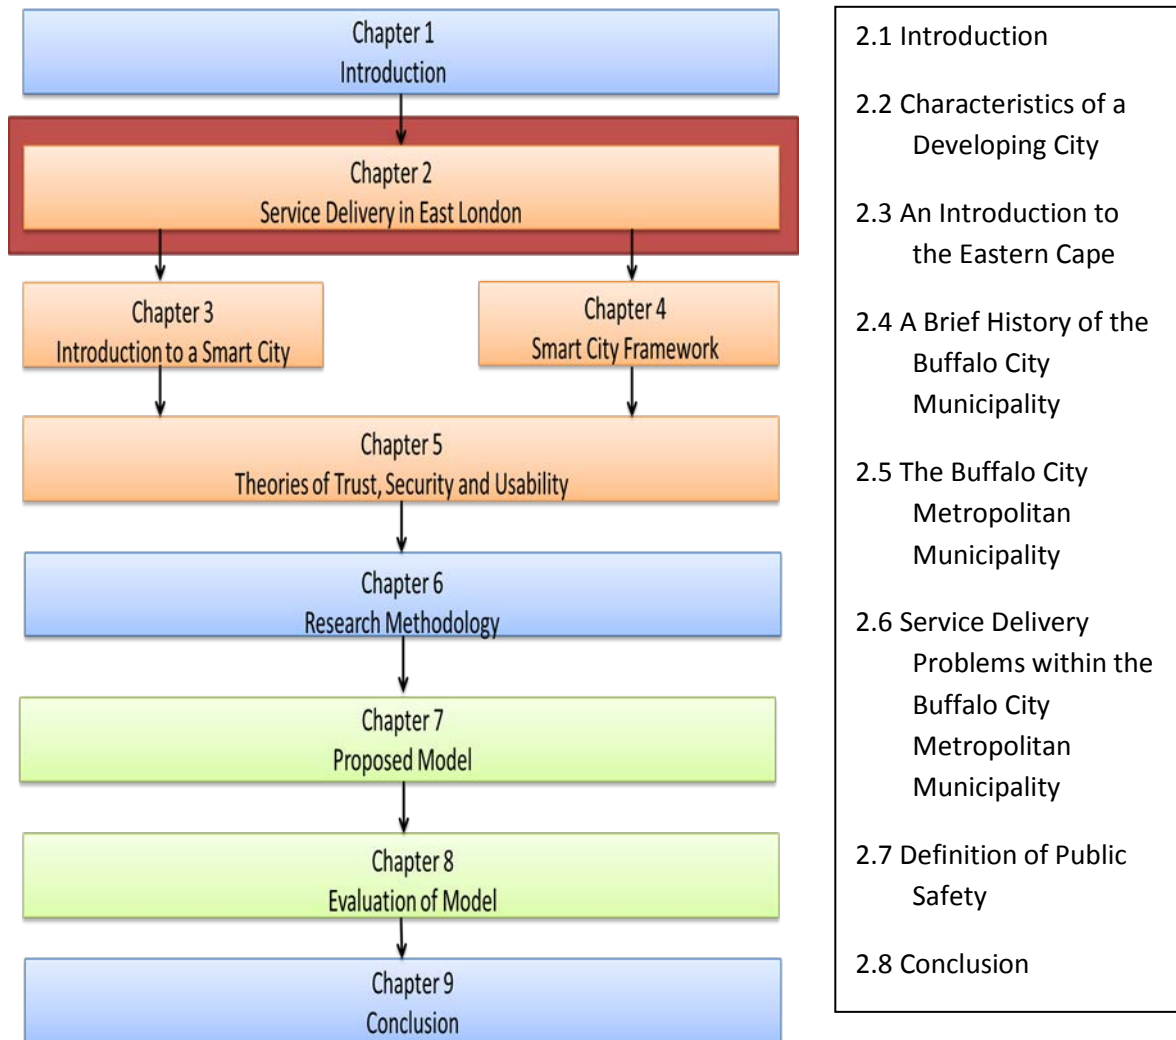 Chapter 1
Introduction
Chapter 2
Service Delivery in East London
Chapter 3
Introduction to a Smart City
Chapter 4
Smart City Framework
Chapter 5
Theories of Trust, Security and Usability
Chapter 6
Research Methodology
Chapter 7
Proposed Model
Chapter 8
Evaluation of Model
Chapter 9
Conclusion
2.1 Introduction
2.2 Characteristics of a
Developing City
2.3 An Introduction to
the Eastern Cape
2.4 A Brief History of the
Buffalo City
Municipality
2.5 The Buffalo City
Metropolitan
Municipality
2.6 Service Delivery
Problems within the
Buffalo City
Metropolitan
Municipality
2.7 Definition of Public
Safety
2.8 Conclusion